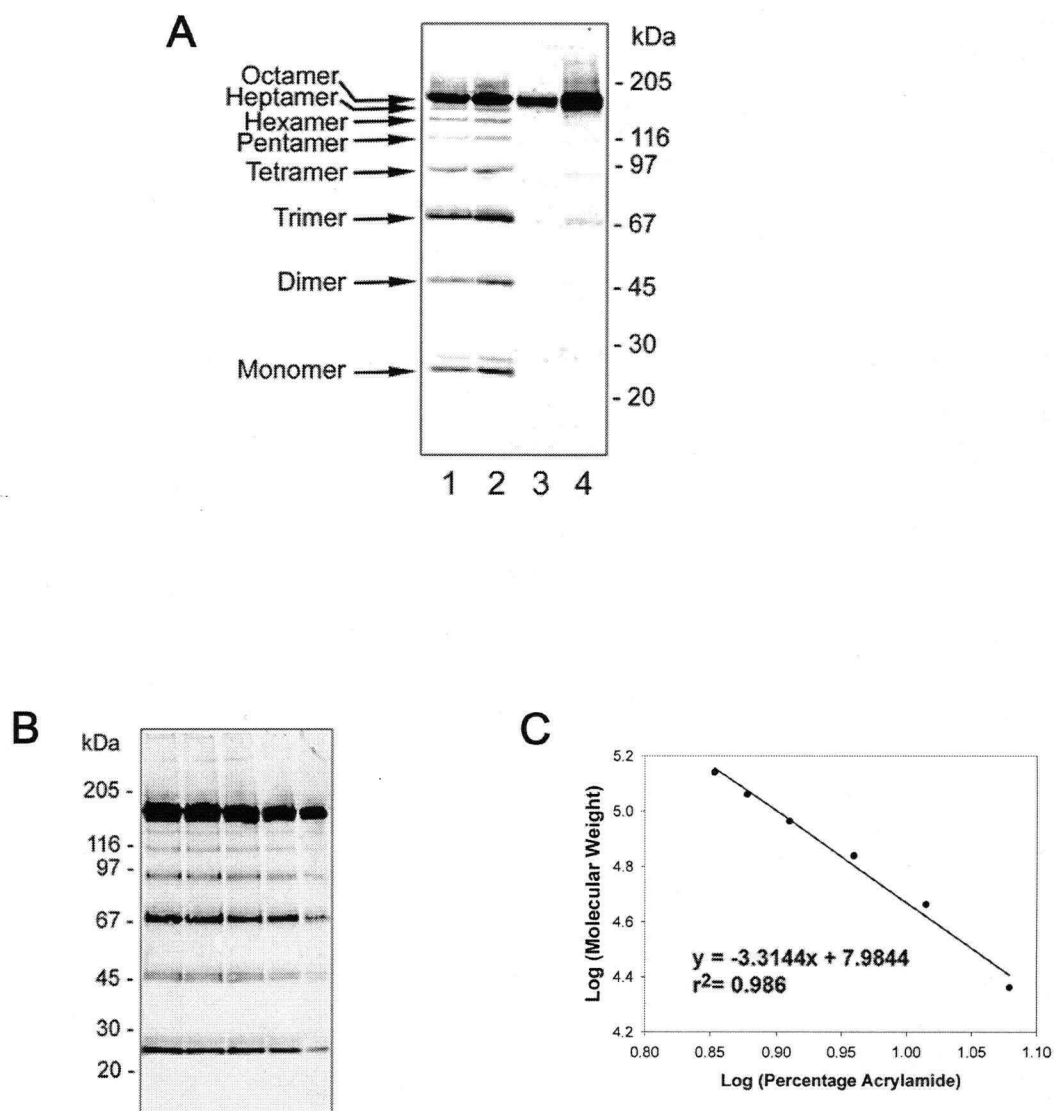 A
kDa
Octamer
Heptamer
Hexamer
Pentamer
Tetramer
Trimer
Dimer
Monomer
- 205
- 116
- 97
- 67
- 45
- 30
- 20
1 2 3 4
B
kDa
205 -
116 -
97 -
67 -
45 -
30 -
20 -
C
5.2
5.0
4.8
4.6
4.4
4.2
Log (Molecular Weight)
y = -3.3144x + 7.9844
r2= 0.986
0.80 0.85 0.90 0.95 1.00 1.05 1.10
Log (Percentage Acrylamide)